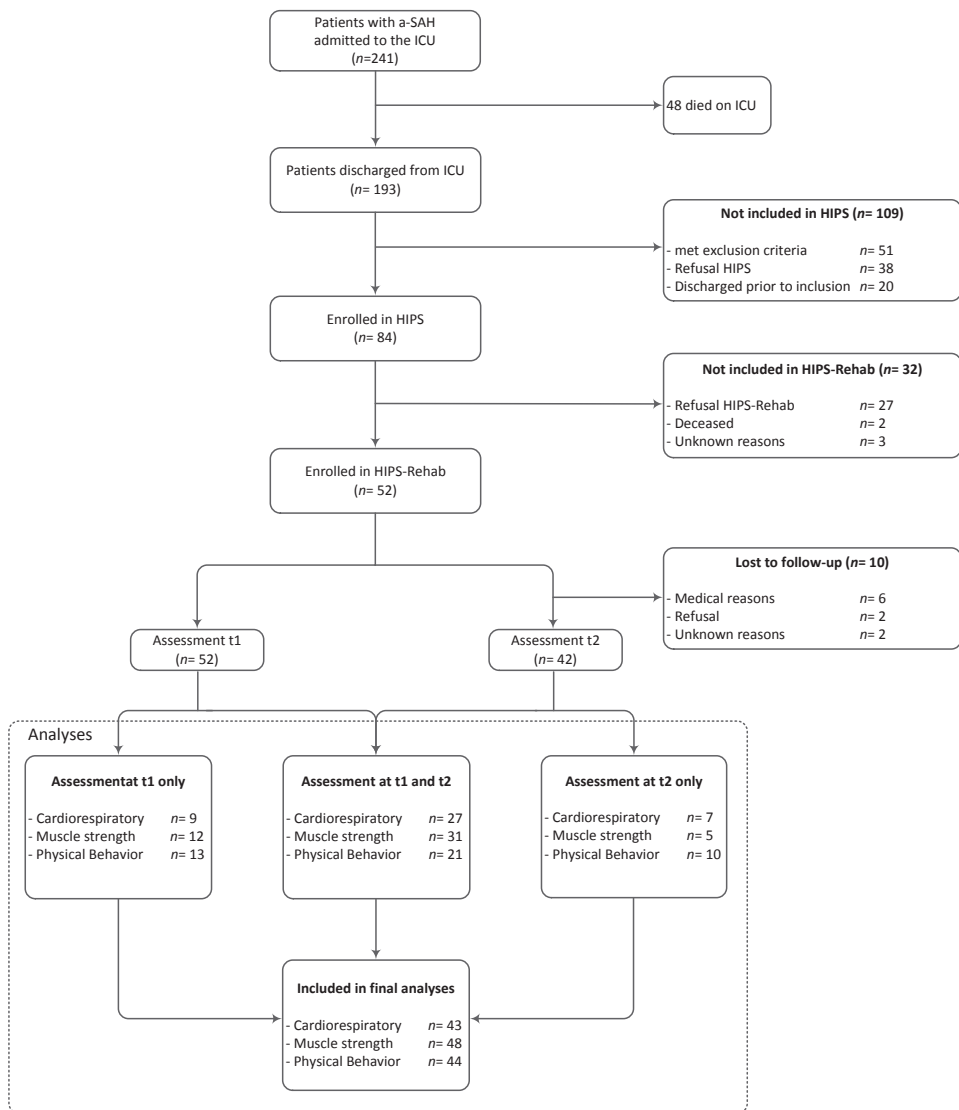 Patients with a-SAH
admitted to the ICU
(n=241)
48 died on ICU
Patients discharged from ICU
(n= 193)
Not included in HIPS (n= 109)
- met exclusion criteria n= 51
- Refusal HIPS n= 38
- Discharged prior to inclusion n= 20
Enrolled in HIPS
(n= 84)
Not included in HIPS-Rehab (n= 32)
- Refusal HIPS-Rehab n= 27
- Deceased n= 2
- Unknown reasons n= 3
Enrolled in HIPS-Rehab
(n= 52)
Lost to follow-up (n= 10)
- Medical reasons n= 6
- Refusal n= 2
- Unknown reasons n= 2
Assessment t1
(n= 52)
Assessment t2
(n= 42)
Analyses
Assessmentat t1 only
- Cardiorespiratory n= 9
- Muscle strength n= 12
- Physical Behavior n= 13
Assessment at t1 and t2
- Cardiorespiratory n= 27
- Muscle strength n= 31
- Physical Behavior n= 21
Assessment at t2 only
- Cardiorespiratory n= 7
- Muscle strength n= 5
- Physical Behavior n= 10
Included in final analyses
- Cardiorespiratory n= 43
- Muscle strength n= 48
- Physical Behavior n= 44